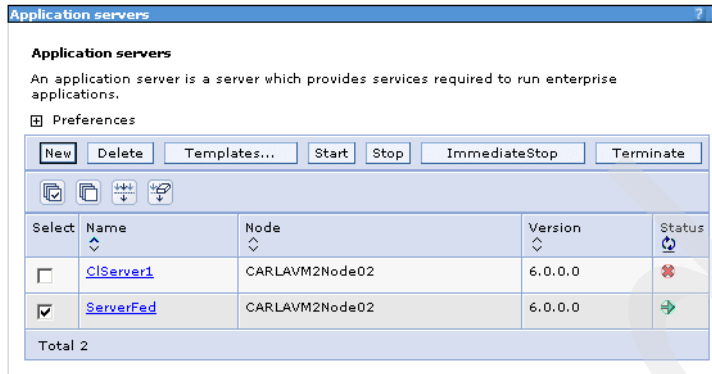 Application servers ?
Application servers
An application server is a server which provides services required to run enterprise
applications.
Preferences
New Delete Templates... Start Stop ImmediateStop Terminate
Select Name Node Version Status
ClServer1 CARLAVM2Node02 6.0.0.0
ServerFed CARLAVM2Node02 6.0.0.0
Total 2